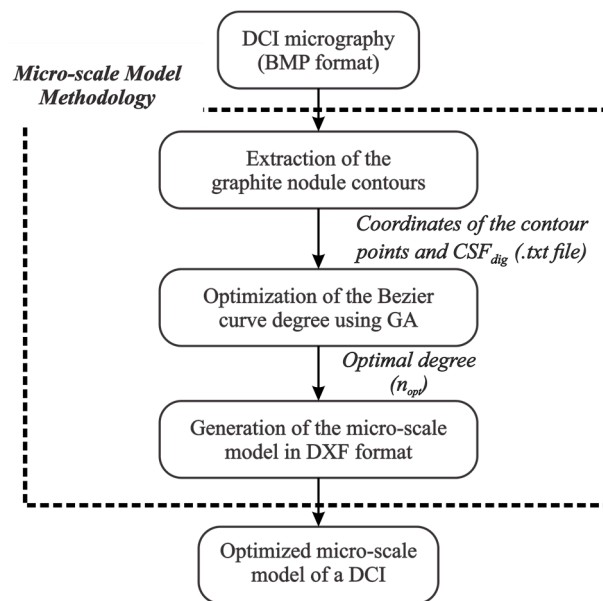 DCI micrography
(BMP format)
Micro-scale Model
Methodology
Extraction of the
graphite nodule contours
Coordinates of the contour
points and CSFdig (.txt file)
Optimization of the Bezier
curve degree using GA
Optimal degree
(nopt)
Generation of the micro-scale
model in DXF format
Optimized micro-scale
model of a DCI